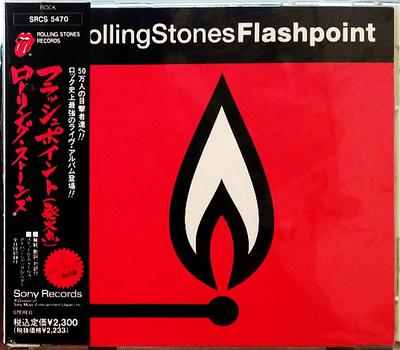 ROCK
SRCS 5470
ROLLING STONES
RECORDS
ollingStonesFlashpoint
50万人の目撃者達へ!!
ロック史上最強のライヴ・アルバム登場!!
フラッシュポイント(発火点)
ローリング・ストーンズ
Sony Records
STEREO
税込定価¥2,300
(税抜価格¥2,233)